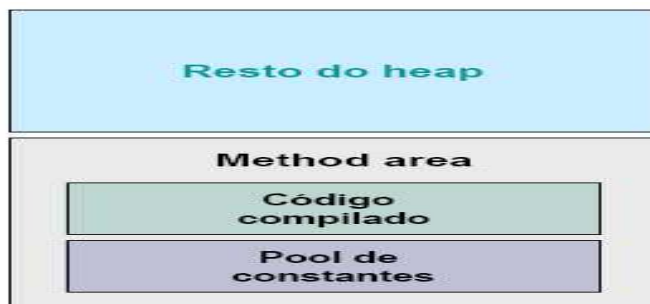 Resto do heap
Method area
Código
compilado
Pool de
constantes